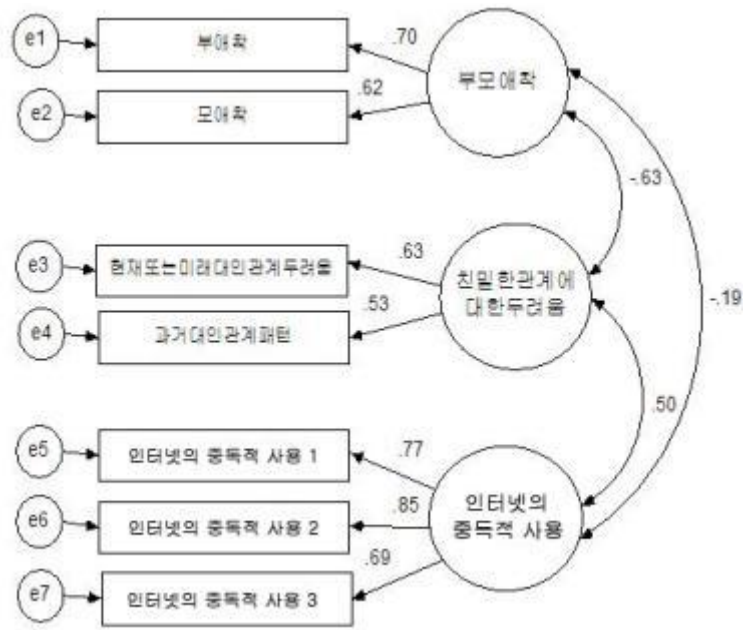 e1
부애착
.70
부모애착
e2
모애착
.62
-.63
e3
현재또는미래대인관계두려움
.63
친밀한관계에
대한두려움
-.19
e4
과거대인관계패턴
.53
.50
e5
인터넷의 중독적 사용 1
.77
인터넷의
중독적 사용
e6
인터넷의 중독적 사용 2
.85
e7
인터넷의 중독적 사용 3
.69